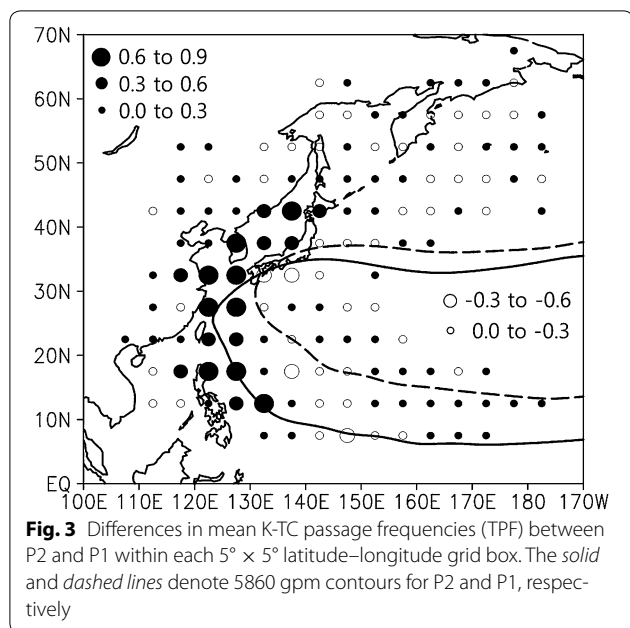 70N
60N
50N
40N
30N
20N
10N
EQ
0.6 to 0.9
0.3 to 0.6
0.0 to 0.3
-0.3 to -0.6
0.0 to -0.3
100E 110E 120E 130E 140E 150E 160E 170E 180 170W
Fig. 3 Differences in mean K-TC passage frequencies (TPF) between
P2 and P1 within each 5° × 5° latitude–longitude grid box. The solid
and dashed lines denote 5860 gpm contours for P2 and P1, respec-
tively